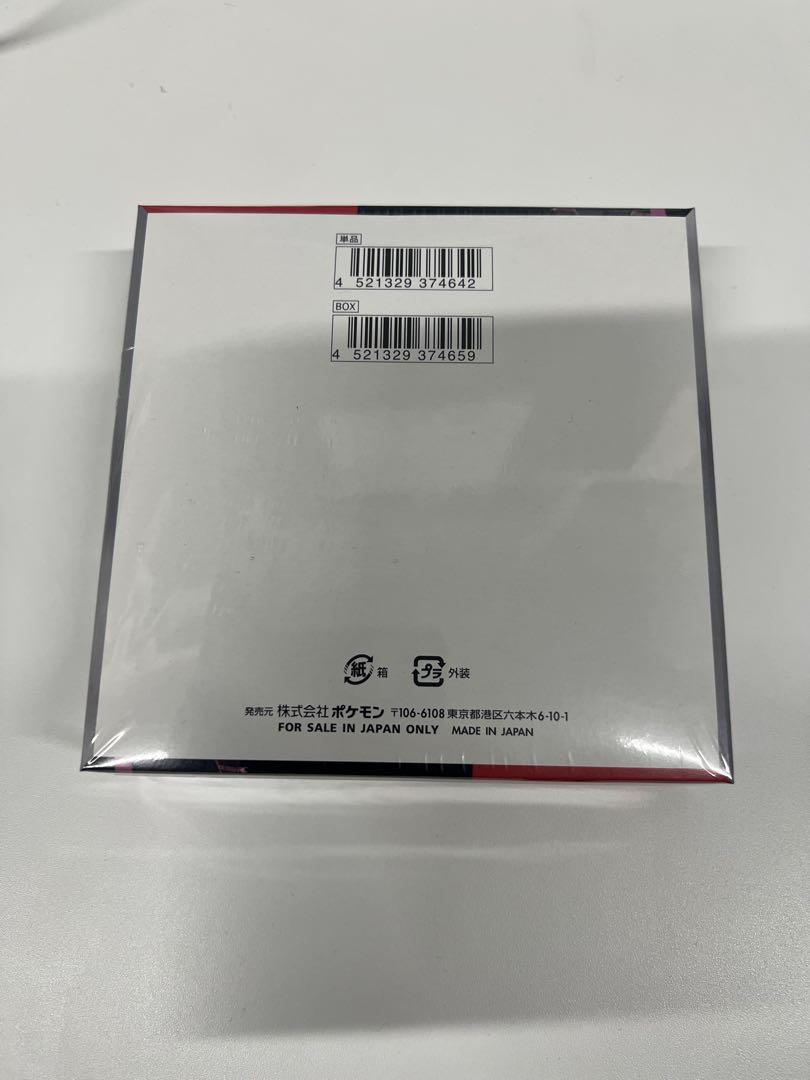 単品
4 521329 374642
BOX
4 521329 374659
紙 箱 プラ 外装
発売元 株式会社 ポケモン 〒106-6108 東京都港区六本木6-10-1
FOR SALE IN JAPAN ONLY MADE IN JAPAN